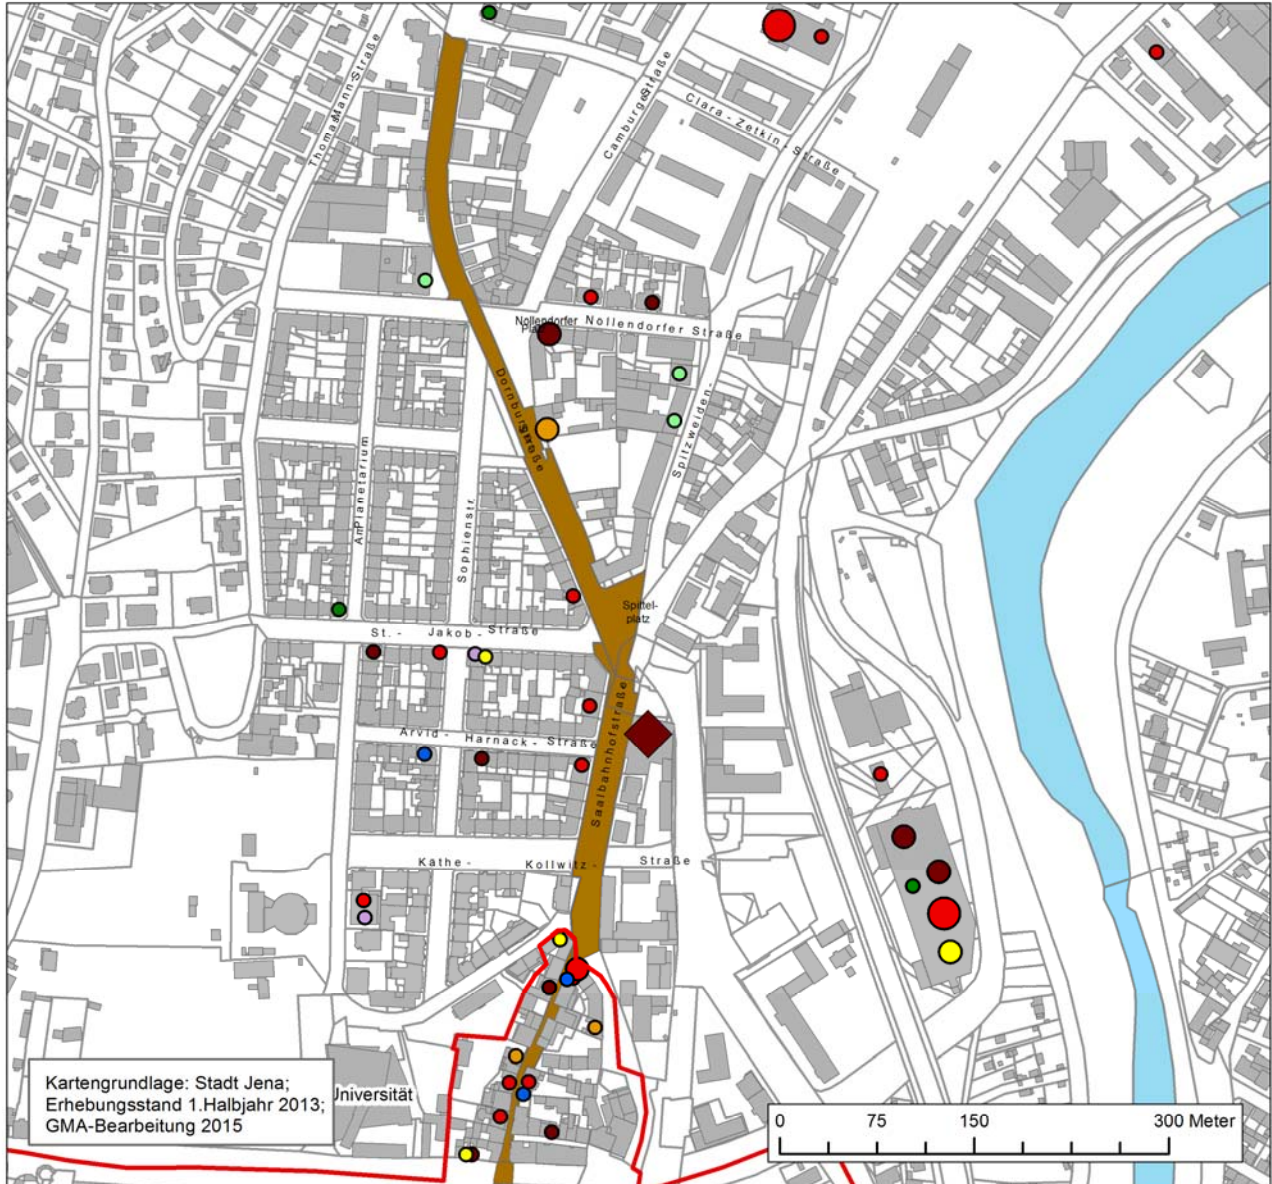 Thomas-Mann-Straße
Camburger Straße
Clara - Zetkin - Straße
Nollendorfer
Platz
Nollendorfer Straße
Dornburger Straße
Spitzweiden-
Am Planetarium
Sophienstr.
Spittel-
platz
St. - Jakob - Straße
Saalbahnhofstraße
Arvid - Harnack - Straße
Käthe - Kollwitz - Straße
Universität
Kartengrundlage: Stadt Jena;
Erhebungsstand 1.Halbjahr 2013;
GMA-Bearbeitung 2015
0 75 150 300 Meter